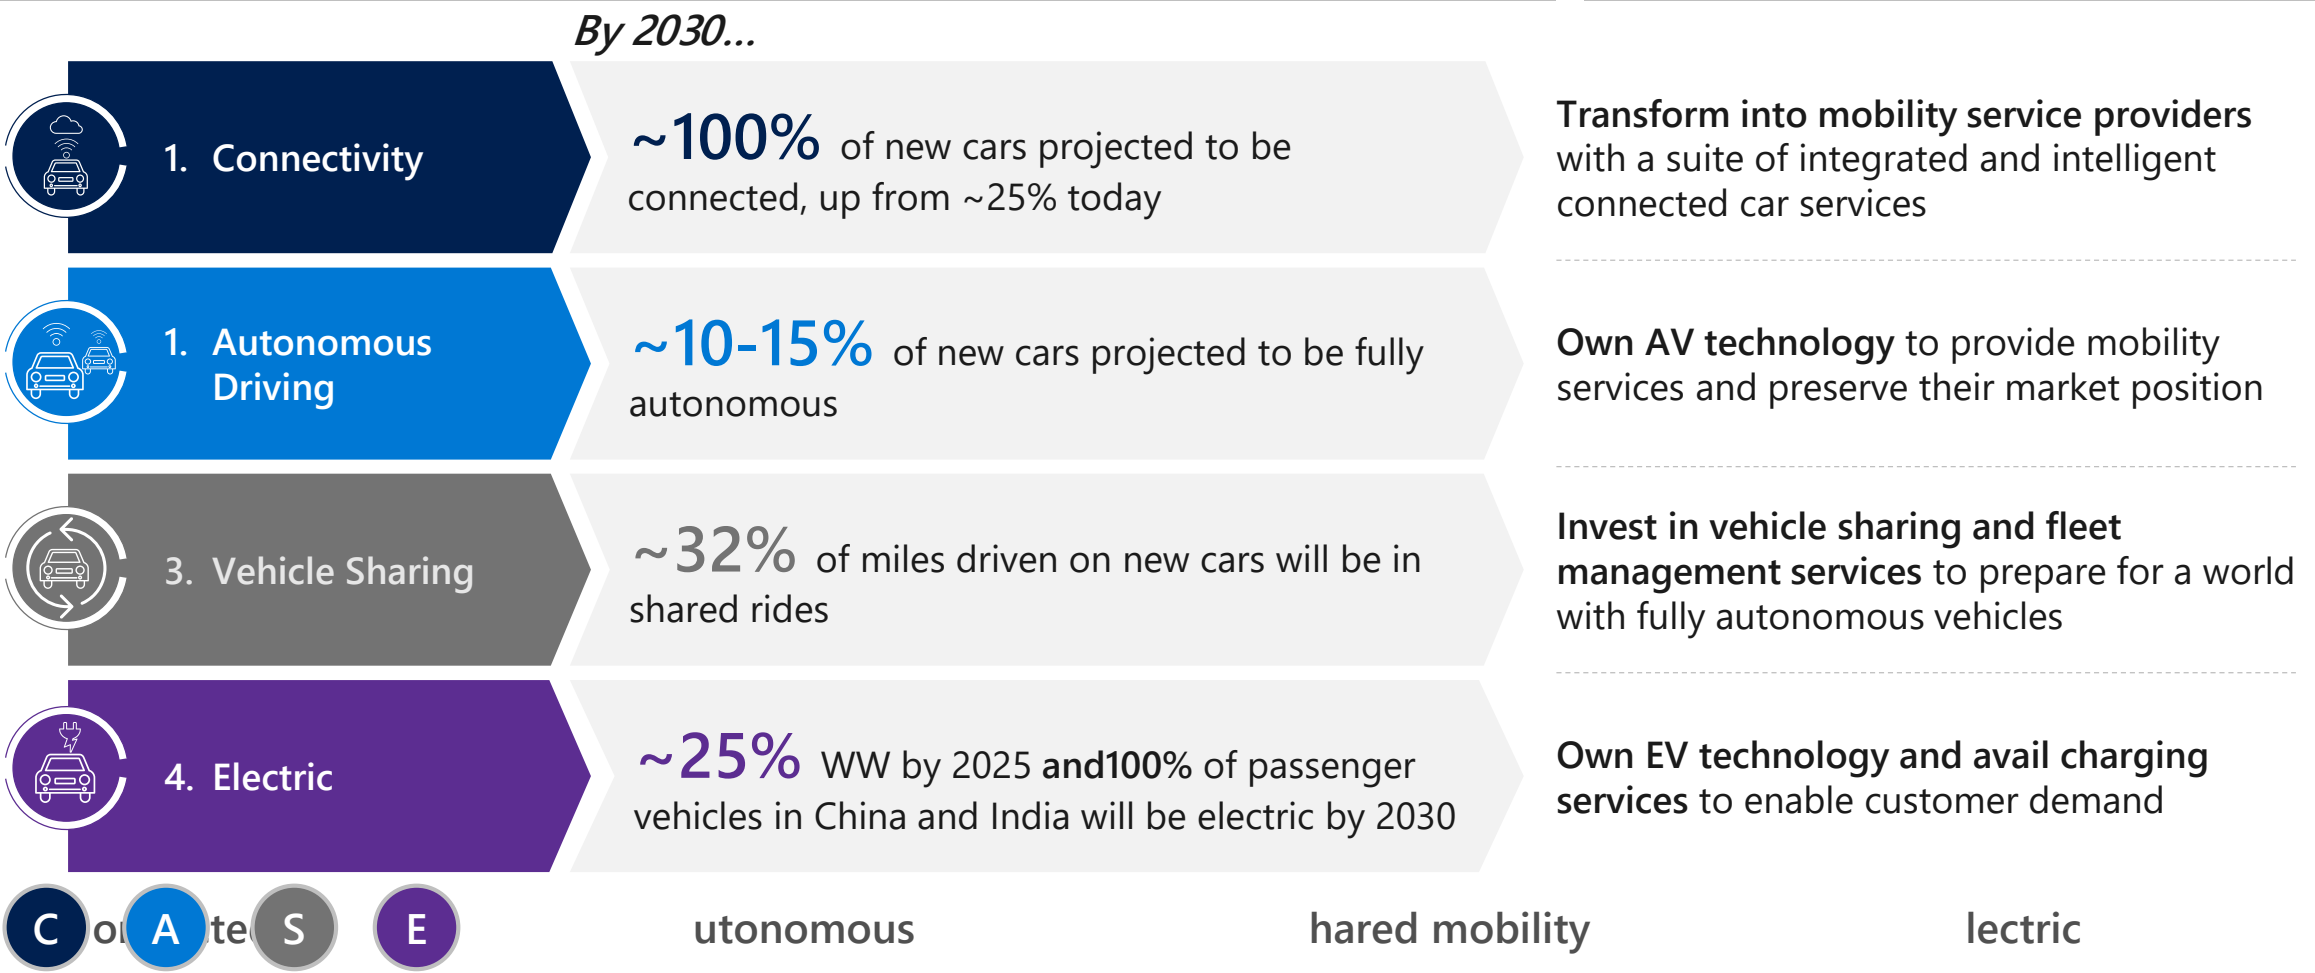 By 2030...
1. Connectivity
~100% of new cars projected to be
connected, up from ~25% today
Transform into mobility service providers
with a suite of integrated and intelligent
connected car services
1. Autonomous
Driving
~10-15% of new cars projected to be fully
autonomous
Own AV technology to provide mobility
services and preserve their market position
3. Vehicle Sharing
~32% of miles driven on new cars will be in
shared rides
Invest in vehicle sharing and fleet
management services to prepare for a world
with fully autonomous vehicles
4. Electric
~25% WW by 2025 and100% of passenger
vehicles in China and India will be electric by 2030
Own EV technology and avail charging
services to enable customer demand
C A S E utonomous hared mobility lectric